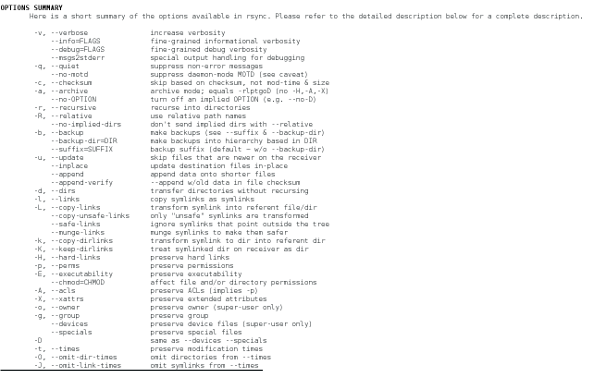 OPTIONS SUMMARY
Here is a short summary of the options available in rsync. Please refer to the detailed description below for a complete description.
-v, --verbose increase verbosity
--info=FLAGS fine-grained informational verbosity
--debug=FLAGS fine-grained debug verbosity
--msgs2stderr special output handling for debugging
-q, --quiet suppress non-error messages
--no-motd suppress daemon-mode MOTD (see caveat)
-c, --checksum skip based on checksum, not mod-time & size
-a, --archive archive mode; equals -rlptgoD (no -H,-A,-X)
--no-OPTION turn off an implied OPTION (e.g. --no-D)
-r, --recursive recurse into directories
-R, --relative use relative path names
--no-implied-dirs don't send implied dirs with --relative
-b, --backup make backups (see --suffix & --backup-dir)
--backup-dir=DIR make backups into hierarchy based in DIR
--suffix=SUFFIX backup suffix (default ~ w/o --backup-dir)
-u, --update skip files that are newer on the receiver
--inplace update destination files in-place
--append append data onto shorter files
--append-verify --append w/old data in file checksum
-d, --dirs transfer directories without recursing
-l, --links copy symlinks as symlinks
-L, --copy-links transform symlink into referent file/dir
--copy-unsafe-links only "unsafe" symlinks are transformed
--safe-links ignore symlinks that point outside the tree
--munge-links munge symlinks to make them safer
-k, --copy-dirlinks transform symlink to dir into referent dir
-K, --keep-dirlinks treat symlinked dir on receiver as dir
-H, --hard-links preserve hard links
-p, --perms preserve permissions
-E, --executability preserve executability
--chmod=CHMOD affect file and/or directory permissions
-A, --acls preserve ACLs (implies -p)
-X, --xattrs preserve extended attributes
-o, --owner preserve owner (super-user only)
-g, --group preserve group
--devices preserve device files (super-user only)
--specials preserve special files
-D same as --devices --specials
-t, --times preserve modification times
-O, --omit-dir-times omit directories from --times
-J, --omit-link-times omit symlinks from --times